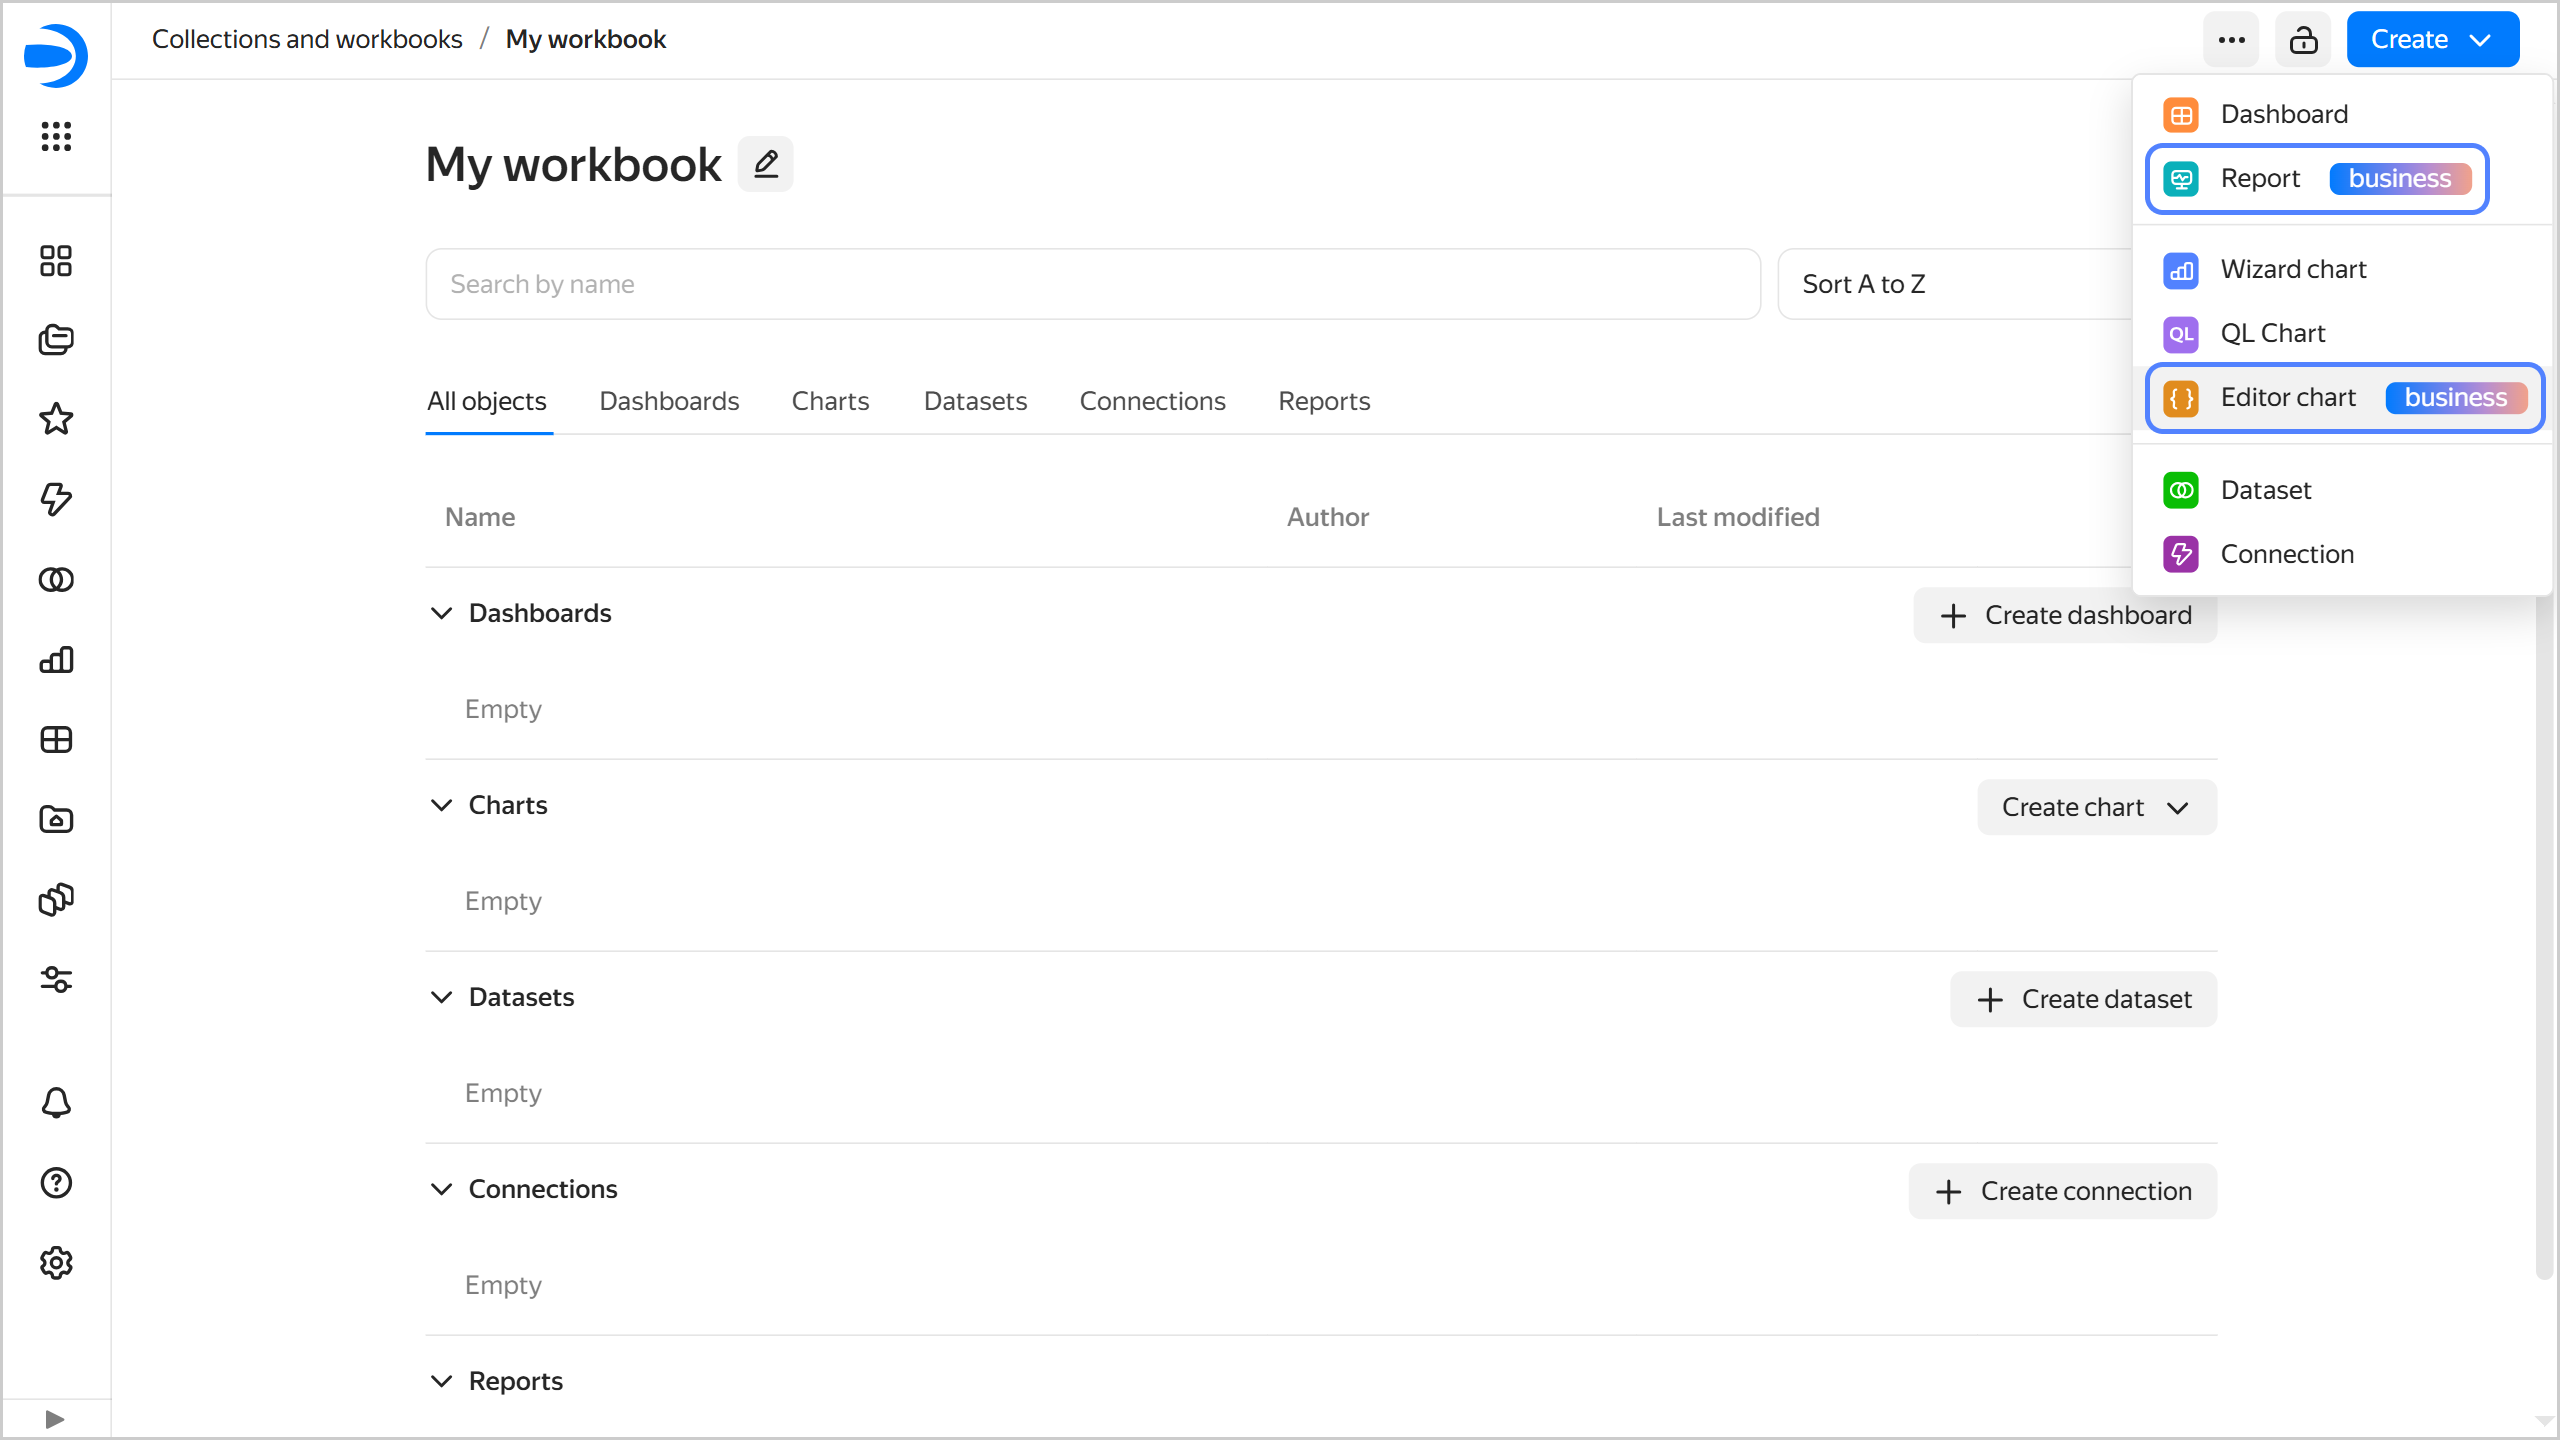 Collections and workbooks / My workbook
Create
My workbook
Search by name
Sort A to Z
All objects Dashboards Charts Datasets Connections Reports
Name Author Last modified
Dashboards
Create dashboard
Empty
Charts
Create chart
Empty
Datasets
Create dataset
Empty
Connections
Create connection
Empty
Reports
Dashboard
Report business
Wizard chart
QL QL Chart
{ } Editor chart business
Dataset
Connection